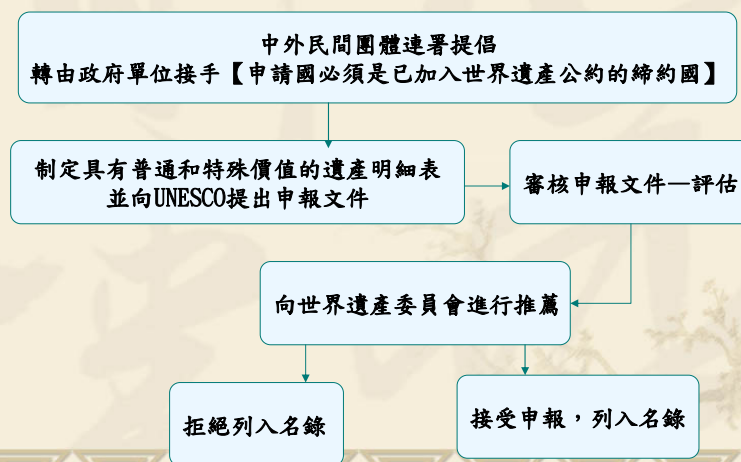 中外民間團體連署提倡
轉由政府單位接手【申請國必須是已加入世界遺產公約的締約國】
制定具有普通和特殊價值的遺產明細表
並向UNESCO提出申報文件
審核申報文件—評估
向世界遺產委員會進行推薦
拒絕列入名錄
接受申報，列入名錄